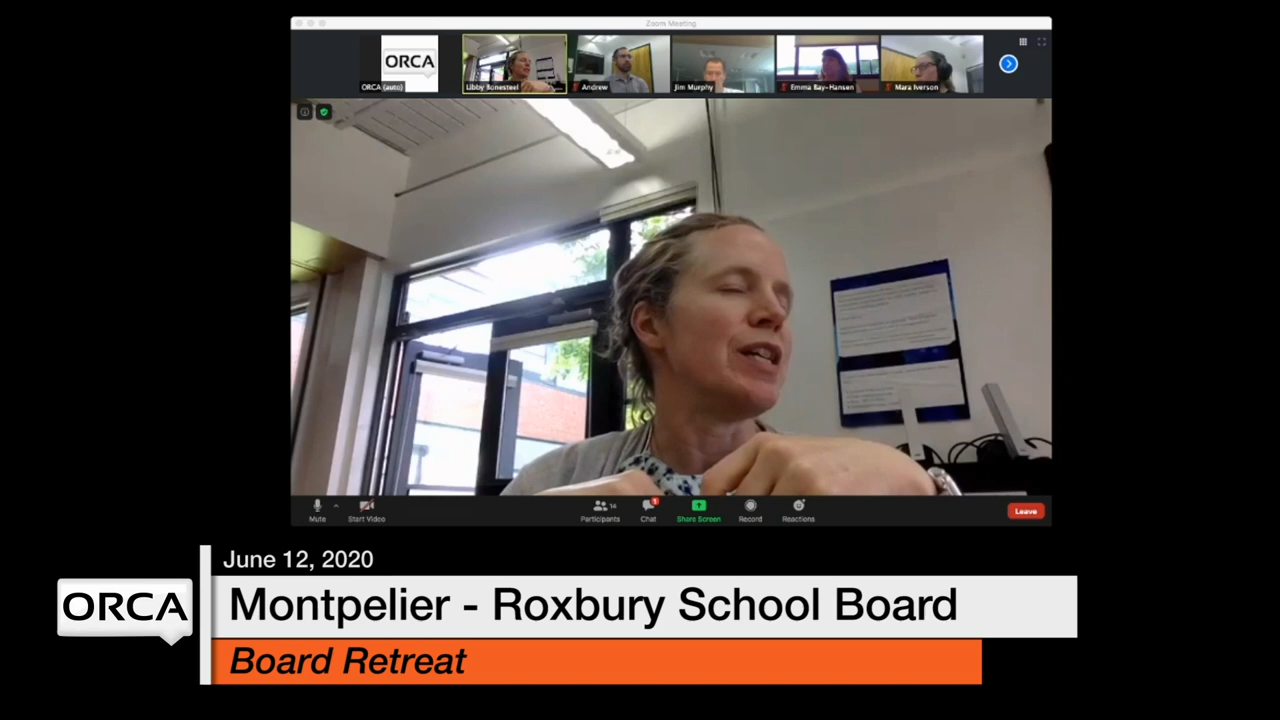 Zoom Meeting
ORCA
ORCA (auto)
Libby Bonesteel
Andrew
Jim Murphy
Emma Bay-Hansen
Mara Iverson
Mute
Start Video
Participants
14
Chat
1
Share Screen
Record
Reactions
Leave
June 12, 2020
ORCA
Montpelier - Roxbury School Board
Board Retreat